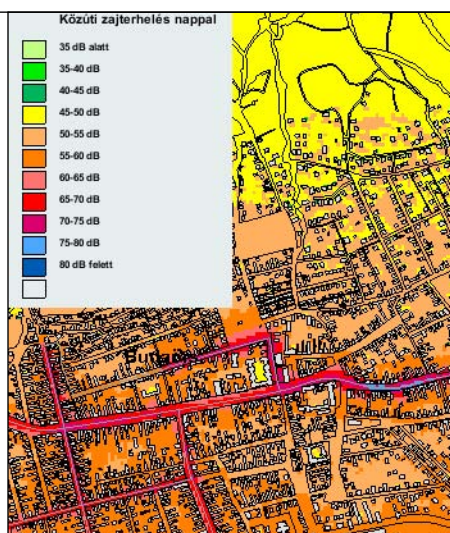 Közúti zajterhelés nappal
35 dB alatt
35-40 dB
40-45 dB
45-50 dB
50-55 dB
55-60 dB
60-65 dB
65-70 dB
70-75 dB
75-80 dB
80 dB felett